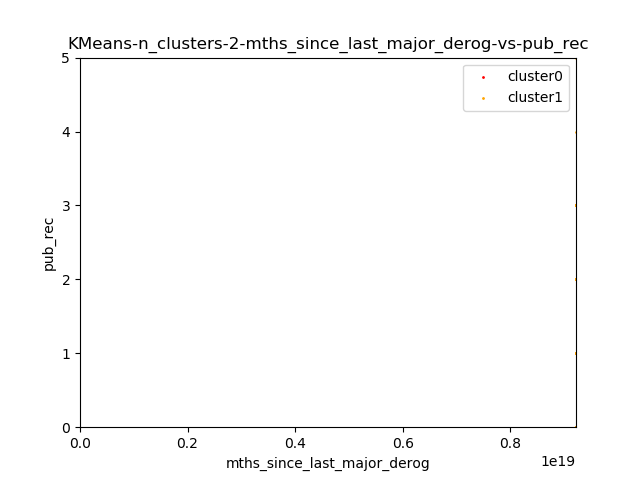 KMeans-n_clusters-2-mths_since_last_major_derog-vs-pub_rec
cluster0
cluster1
5
4
3
2
1
0
pub_rec
0.0 0.2 0.4 0.6 0.8
1e19
mths_since_last_major_derog